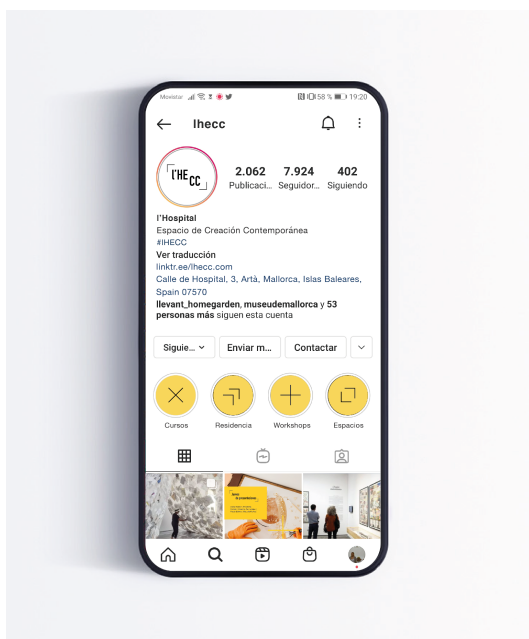 Movistar 58 % 19:20
lhecc
l'HE CC
2.062 7.924 402
Publicaci... Seguidor... Siguiendo
l'Hospital
Espacio de Creación Contemporánea
#lHECC
Ver traducción
linktr.ee/lhecc.com
Calle de Hospital, 3, Artà, Mallorca, Islas Baleares,
Spain 07570
llevant_homegarden, museudemallorca y 53
personas más siguen esta cuenta
Siguie... Enviar m... Contactar
Cursos Residencia Workshops Espacios